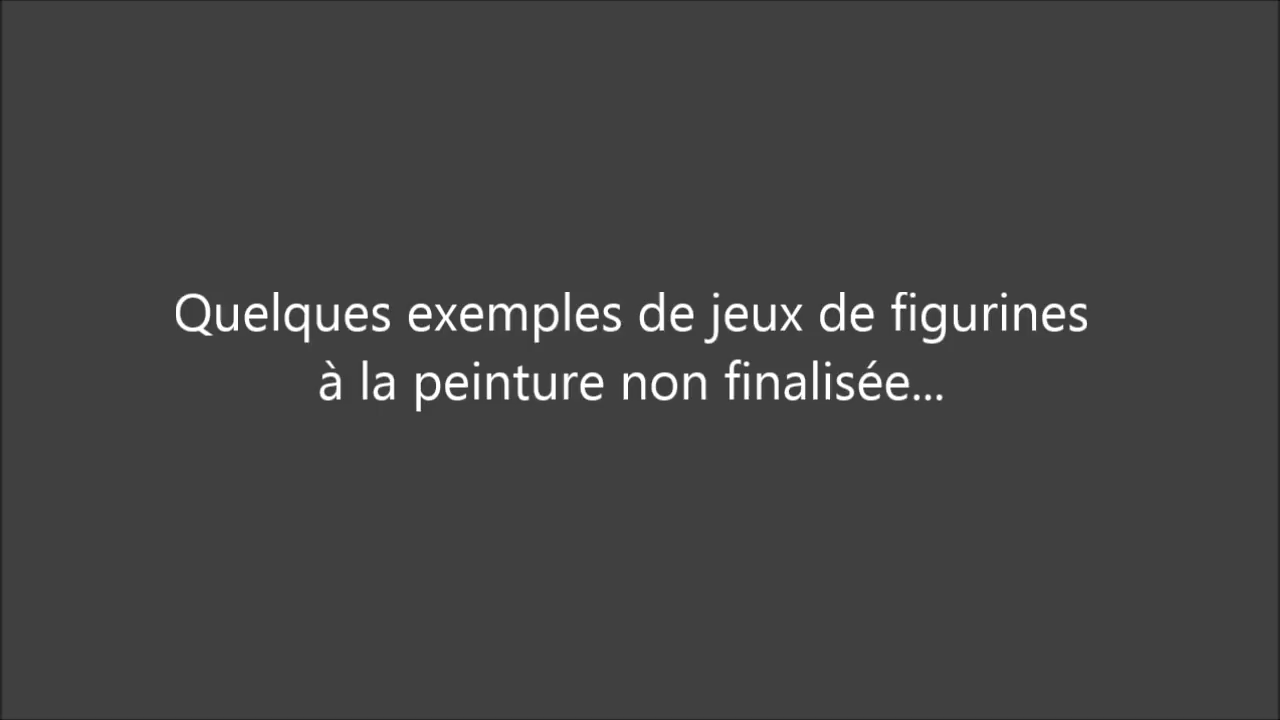 Quelques exemples de jeux de figurines
à la peinture non finalisée...